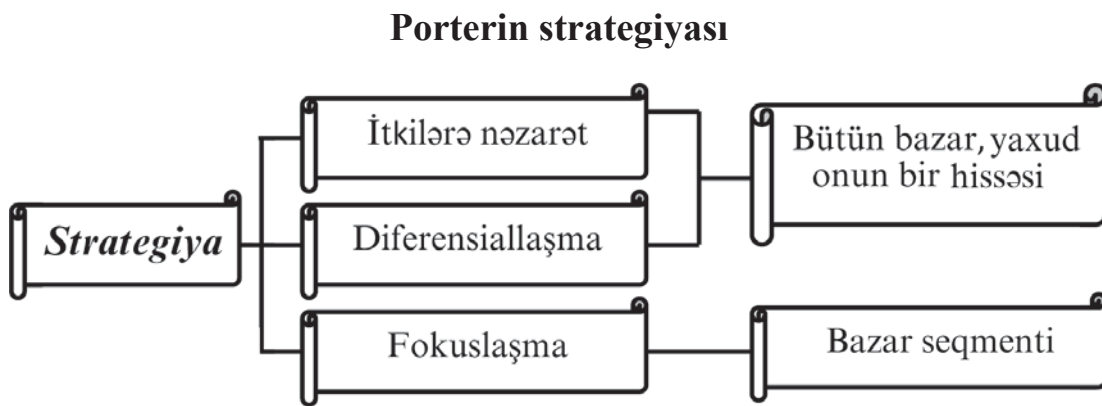 Porterin strategiyası
İtkilərə nəzarət
Bütün bazar, yaxud
onun bir hissəsi
Strategiya
Diferensiallaşma
Fokuslaşma
Bazar seqmenti